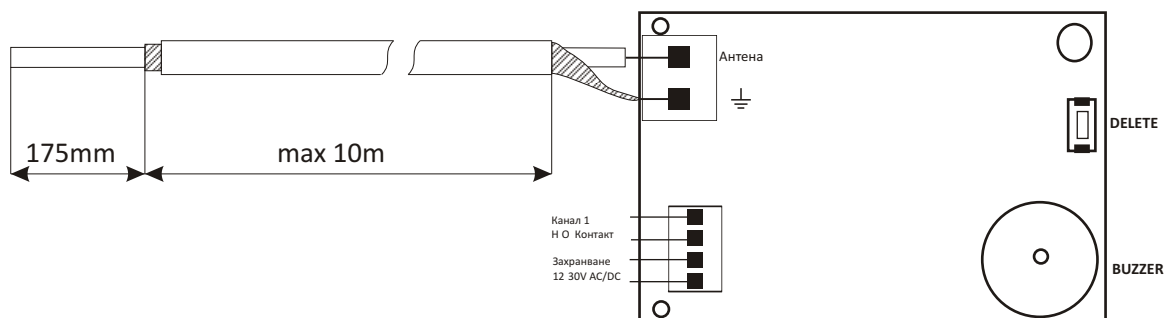 Антена
DELETE
175mm
max 10m
Канал 1
Н О Контакт
Захранване
12 30V AC/DC
BUZZER